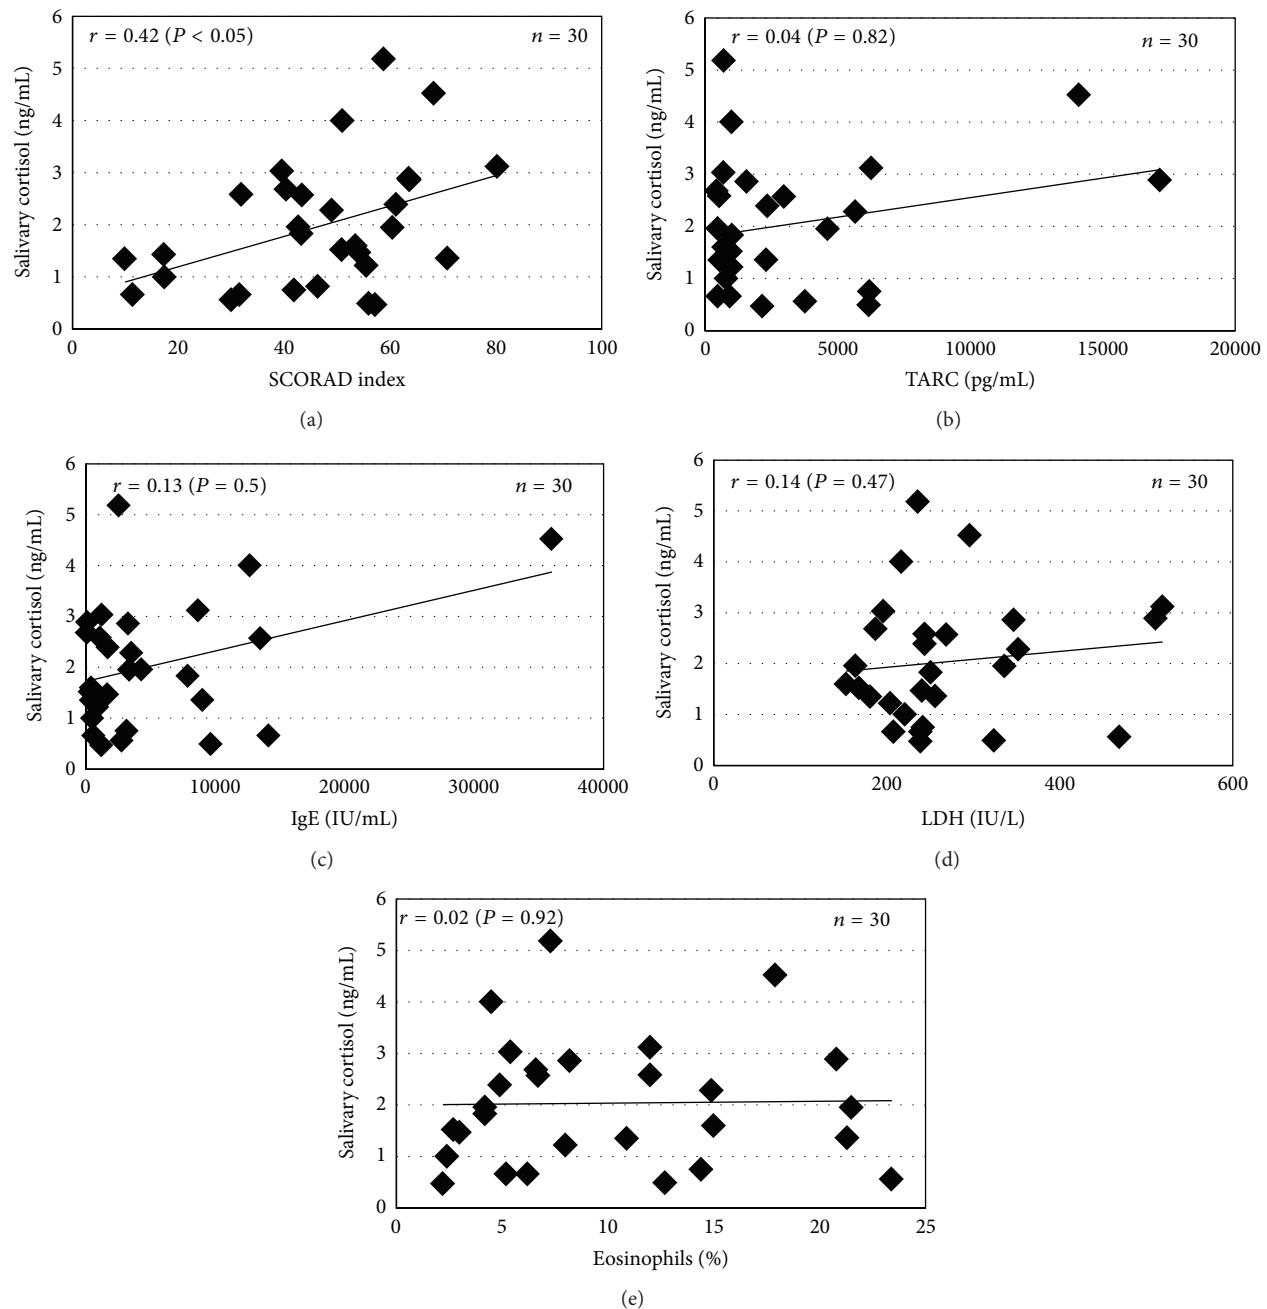 r = 0.42 (P < 0.05)
n = 30
Salivary cortisol (ng/mL)
6
5
4
3
2
1
0
0 20 40 60 80 100
SCORAD index
(a)
r = 0.04 (P = 0.82)
n = 30
Salivary cortisol (ng/mL)
6
5
4
3
2
1
0
0 5000 10000 15000 20000
TARC (pg/mL)
(b)
r = 0.13 (P = 0.5)
n = 30
Salivary cortisol (ng/mL)
6
5
4
3
2
1
0
0 10000 20000 30000 40000
IgE (IU/mL)
(c)
r = 0.14 (P = 0.47)
n = 30
Salivary cortisol (ng/mL)
6
5
4
3
2
1
0
0 200 400 600
LDH (IU/L)
(d)
r = 0.02 (P = 0.92)
n = 30
Salivary cortisol (ng/mL)
6
5
4
3
2
1
0
0 5 10 15 20 25
Eosinophils (%)
(e)